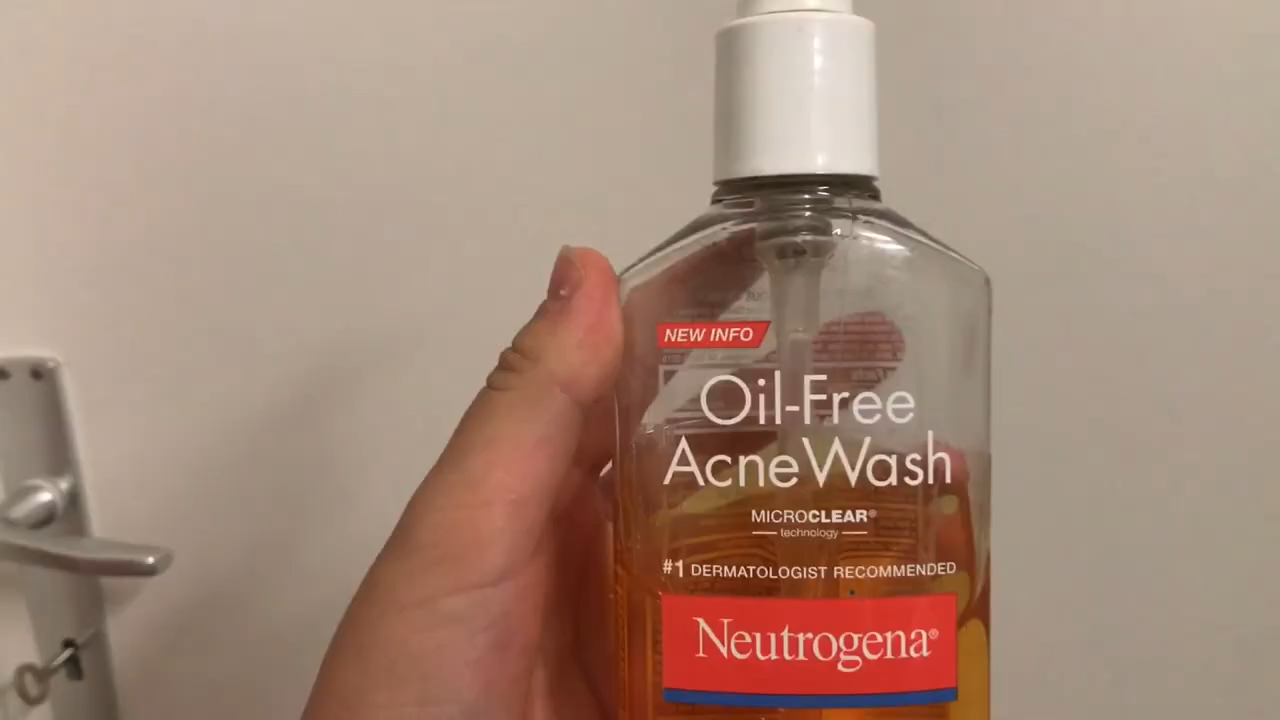 NEW INFO
Oil-Free
Acne Wash
MICROCLEAR®
technology
#1 DERMATOLOGIST RECOMMENDED
Neutrogena®